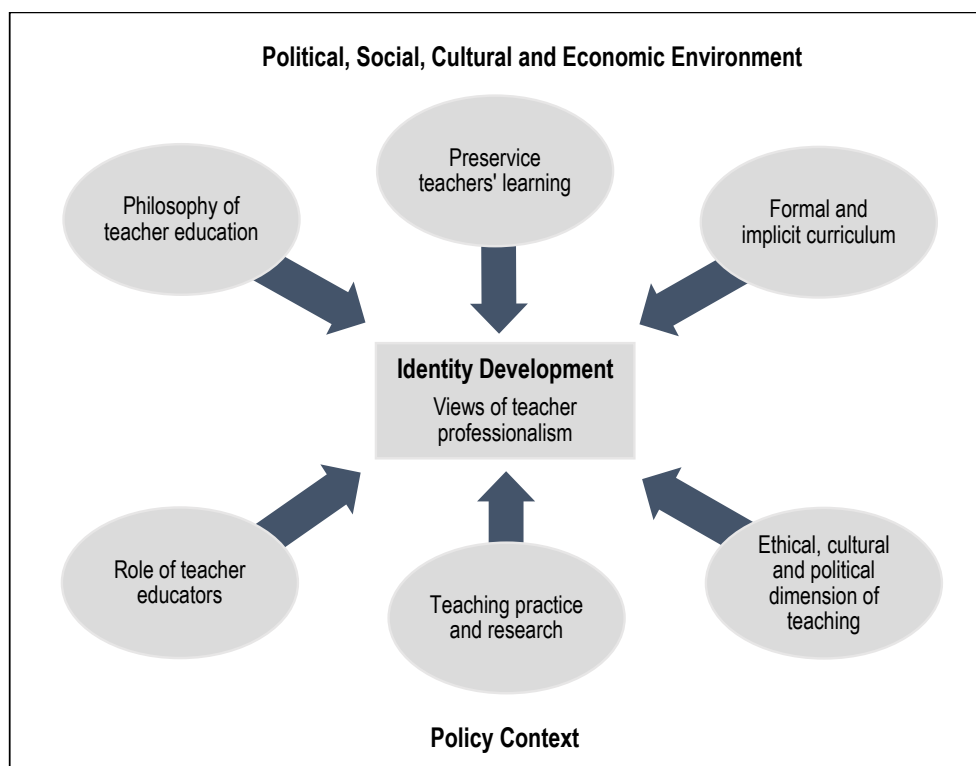 Political, Social, Cultural and Economic Environment
Preservice
teachers' learning
Philosophy of
teacher education
Formal and
implicit curriculum
Identity Development
Views of teacher
professionalism
Role of teacher
educators
Teaching practice
and research
Ethical, cultural
and political
dimension of
teaching
Policy Context